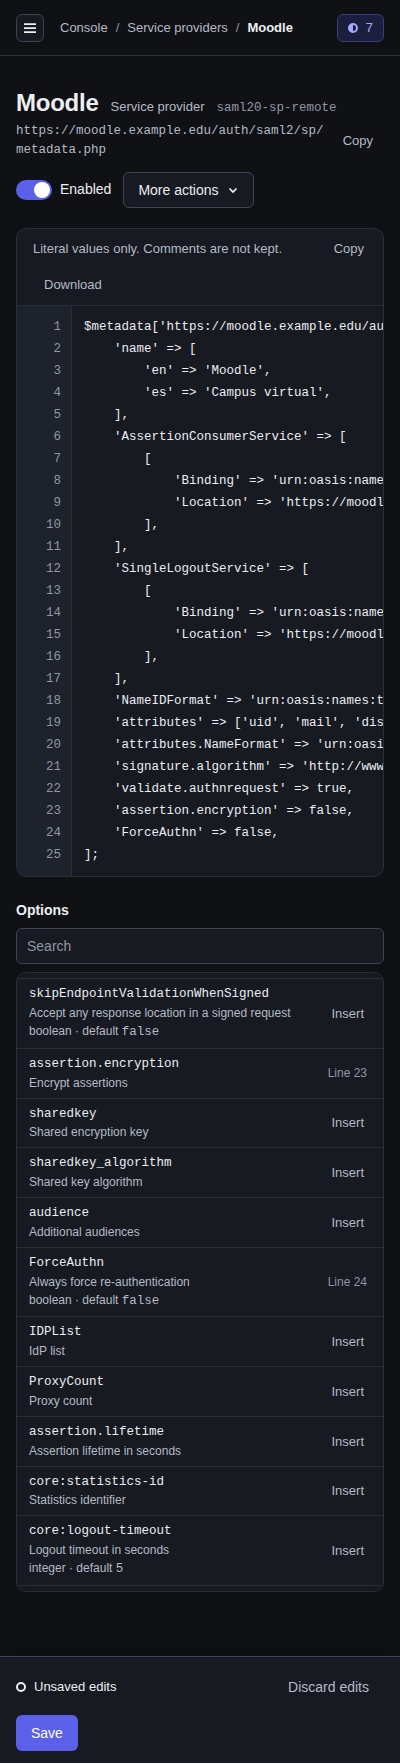 Console / Service providers / Moodle 7
Moodle Service provider saml20-sp-remote
https://moodle.example.edu/auth/saml2/sp/
metadata.php
Copy
Enabled More actions
Literal values only. Comments are not kept. Copy
Download
1 $metadata['https://moodle.example.edu/au
2 'name' => [
3 'en' => 'Moodle',
4 'es' => 'Campus virtual',
5 ],
6 'AssertionConsumerService' => [
7 [
8 'Binding' => 'urn:oasis:name
9 'Location' => 'https://moodl
10 ],
11 ],
12 'SingleLogoutService' => [
13 [
14 'Binding' => 'urn:oasis:name
15 'Location' => 'https://moodl
16 ],
17 ],
18 'NameIDFormat' => 'urn:oasis:names:t
19 'attributes' => ['uid', 'mail', 'dis
20 'attributes.NameFormat' => 'urn:oasi
21 'signature.algorithm' => 'http://www
22 'validate.authnrequest' => true,
23 'assertion.encryption' => false,
24 'ForceAuthn' => false,
25 ];
Options
Search
skipEndpointValidationWhenSigned
Accept any response location in a signed request
boolean · default false
Insert
assertion.encryption
Encrypt assertions
Line 23
sharedkey
Shared encryption key
Insert
sharedkey_algorithm
Shared key algorithm
Insert
audience
Additional audiences
Insert
ForceAuthn
Always force re-authentication
boolean · default false
Line 24
IDPList
IdP list
Insert
ProxyCount
Proxy count
Insert
assertion.lifetime
Assertion lifetime in seconds
Insert
core:statistics-id
Statistics identifier
Insert
core:logout-timeout
Logout timeout in seconds
integer · default 5
Insert
Unsaved edits Discard edits
Save